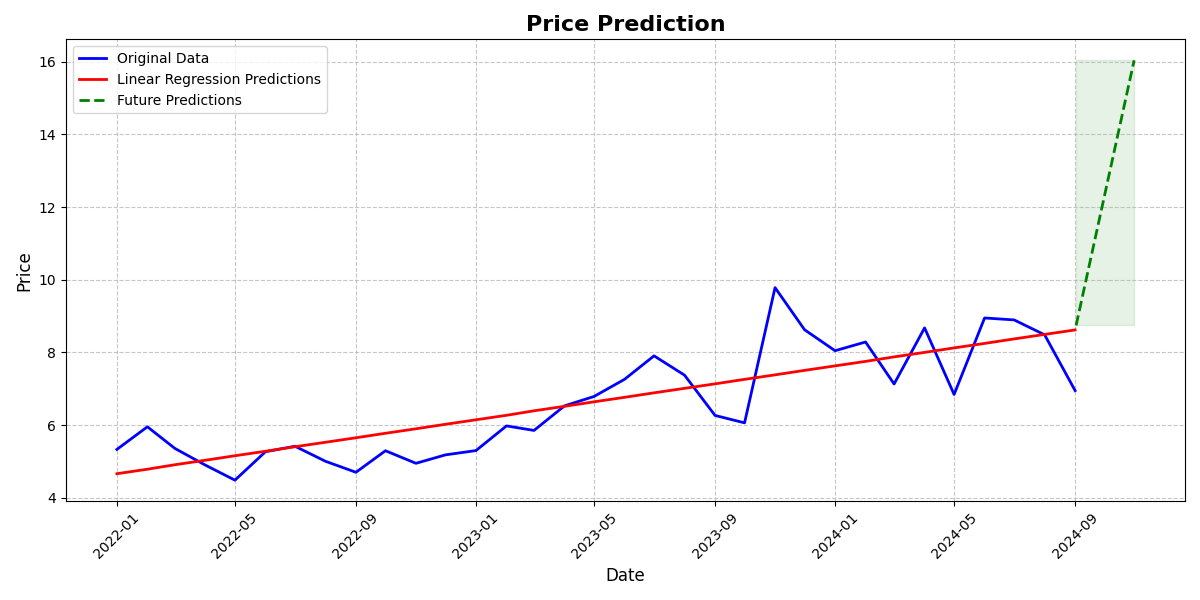 Price Prediction
Original Data
Linear Regression Predictions
Future Predictions
Price
16
14
12
10
8
6
4
2022-01
2022-05
2022-09
2023-01
2023-05
2023-09
2024-01
2024-05
2024-09
Date